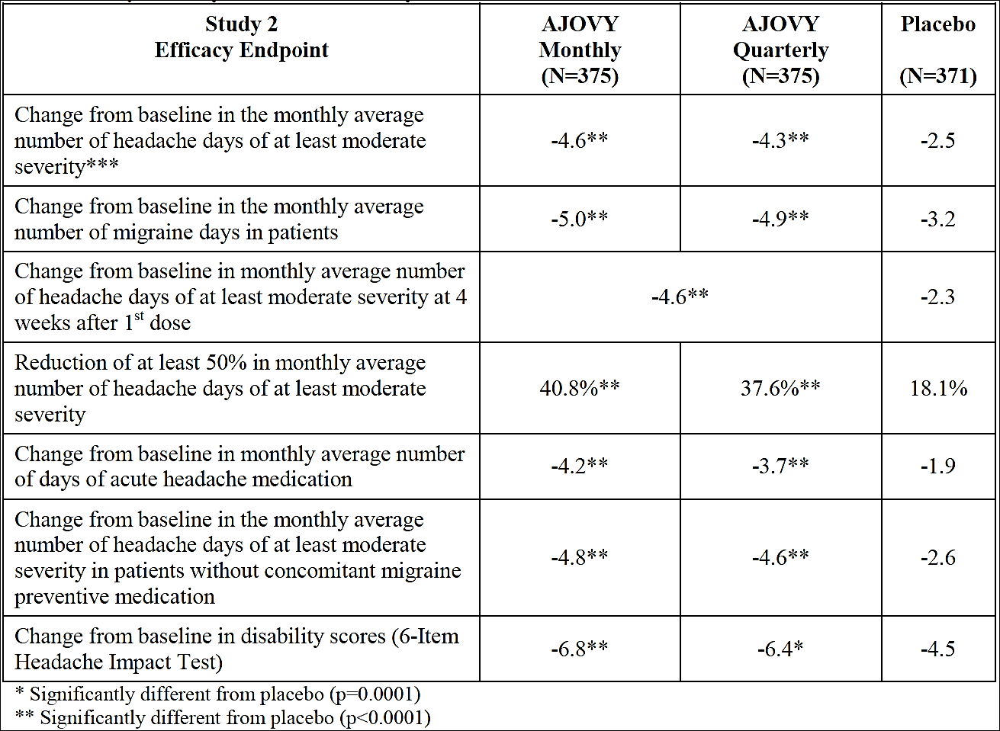 Study 2
Efficacy Endpoint
AJOVY
Monthly
(N=375)
AJOVY
Quarterly
(N=375)
Placebo
(N=371)
Change from baseline in the monthly average
number of headache days of at least moderate
severity***
-4.6**
-4.3**
-2.5
Change from baseline in the monthly average
number of migraine days in patients
-5.0**
-4.9**
-3.2
Change from baseline in monthly average number
of headache days of at least moderate severity at 4
weeks after 1st dose
-4.6**
-2.3
Reduction of at least 50% in monthly average
number of headache days of at least moderate
severity
40.8%**
37.6%**
18.1%
Change from baseline in monthly average number
of days of acute headache medication
-4.2**
-3.7**
-1.9
Change from baseline in the monthly average
number of headache days of at least moderate
severity in patients without concomitant migraine
preventive medication
-4.8**
-4.6**
-2.6
Change from baseline in disability scores (6-Item
Headache Impact Test)
-6.8**
-6.4*
-4.5
* Significantly different from placebo (p=0.0001)
** Significantly different from placebo (p<0.0001)